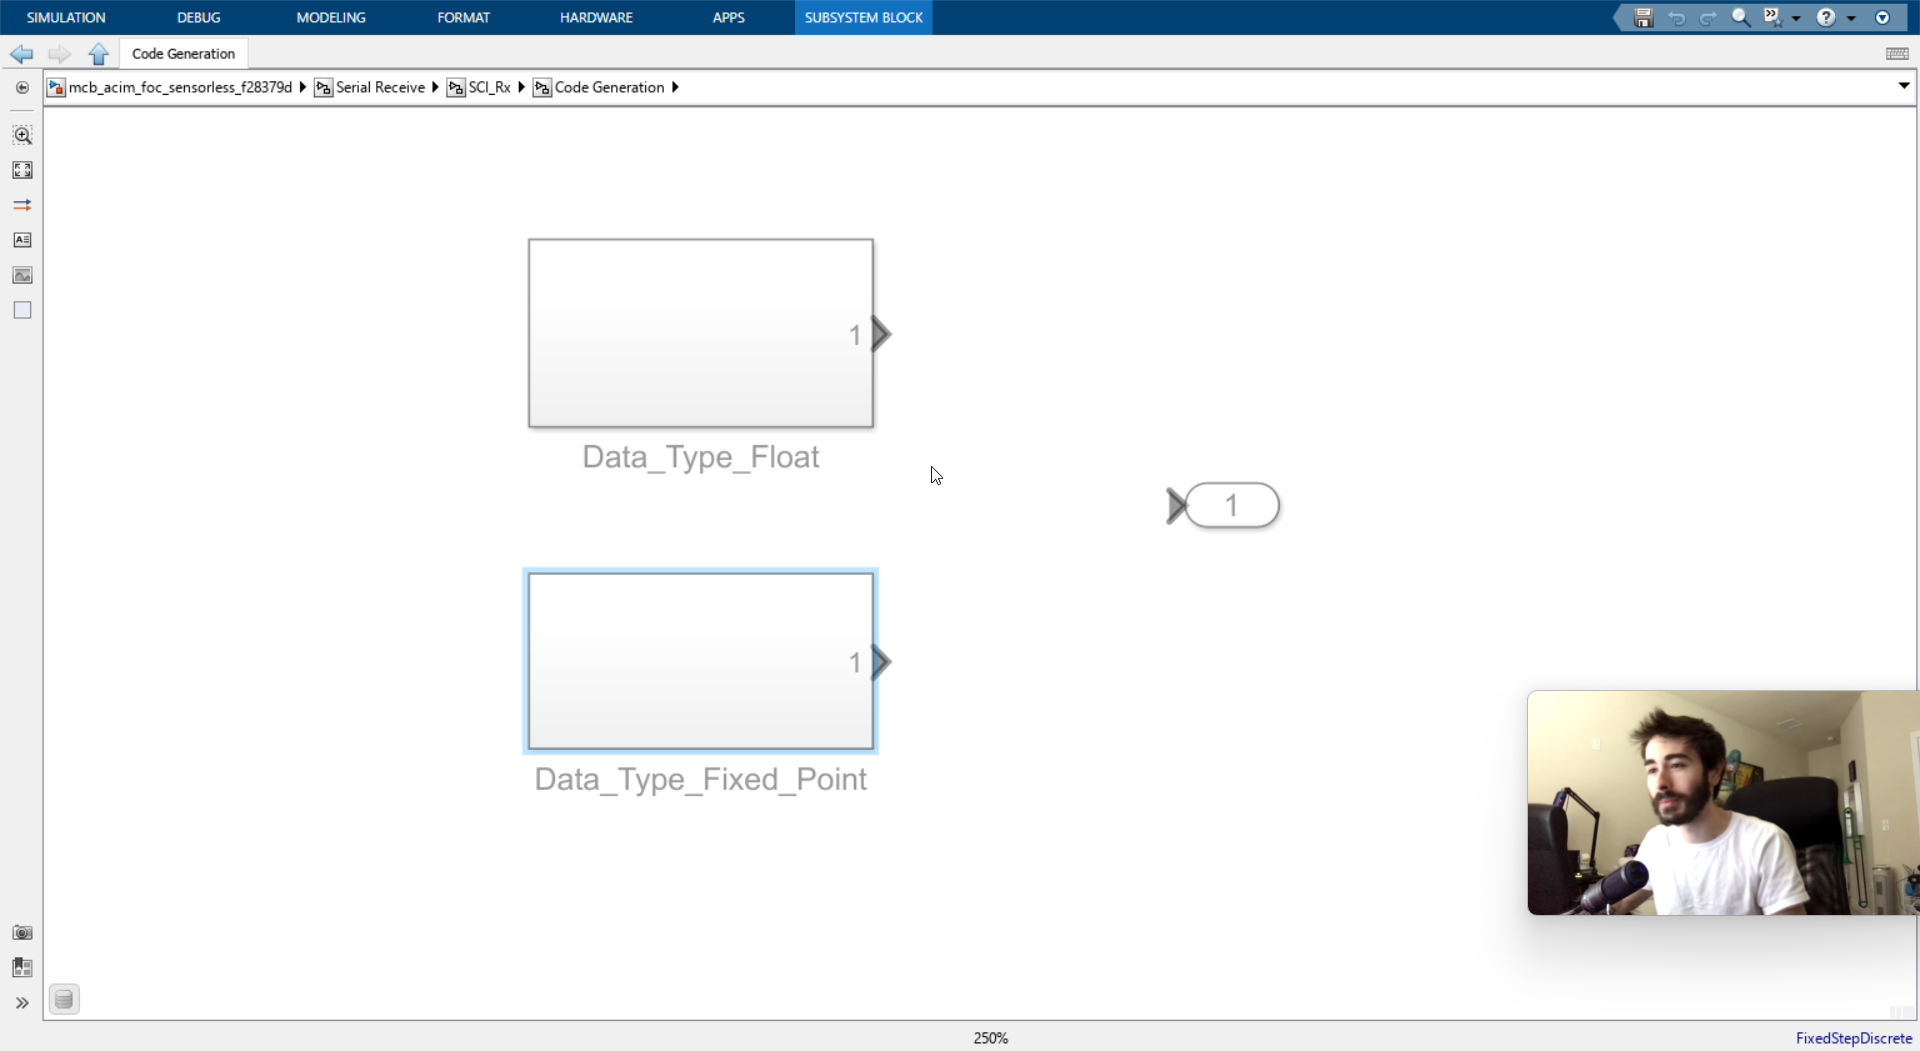 SIMULATION DEBUG MODELING FORMAT HARDWARE APPS SUBSYSTEM BLOCK
Code Generation
mcb_acim_foc_sensorless_f28379d Serial Receive SCI_Rx Code Generation
1
Data_Type_Float
1
1
Data_Type_Fixed_Point
250%
FixedStepDiscrete